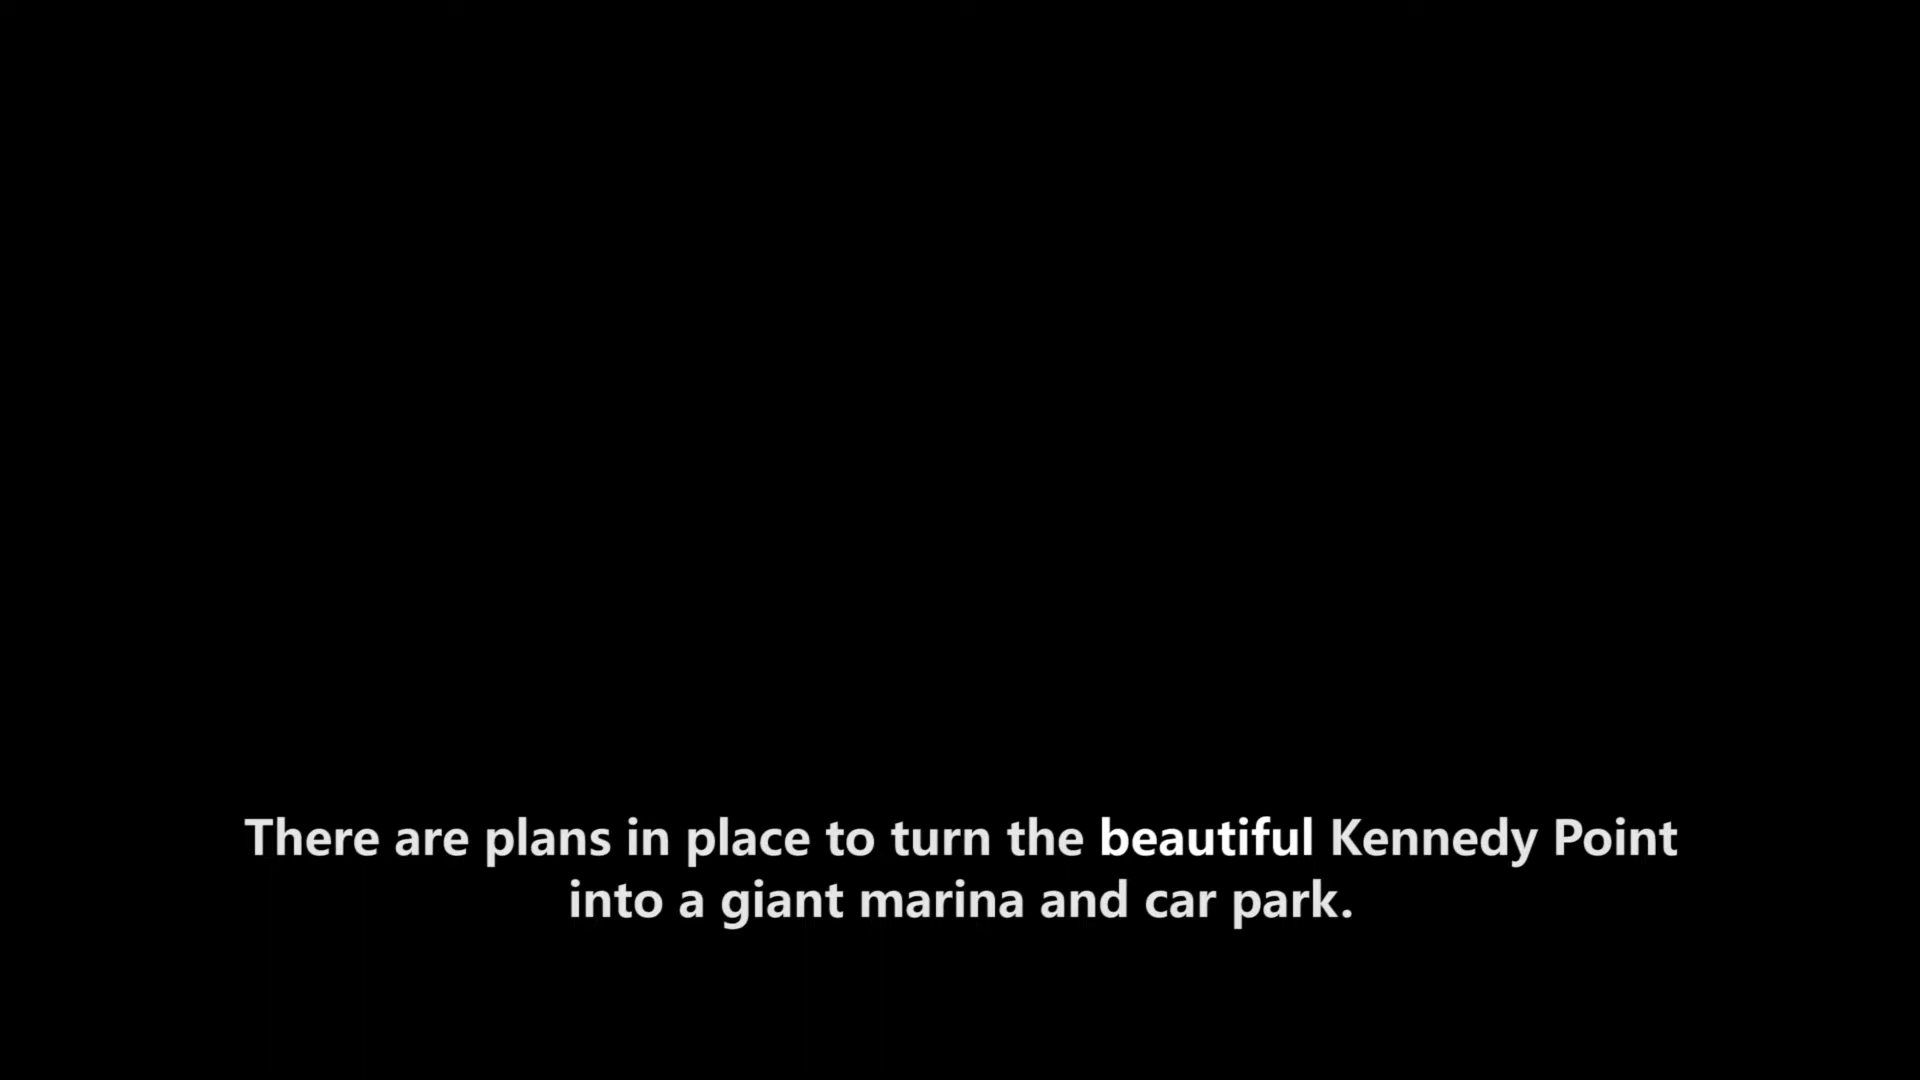 There are plans in place to turn the beautiful Kennedy Point
into a giant marina and car park.